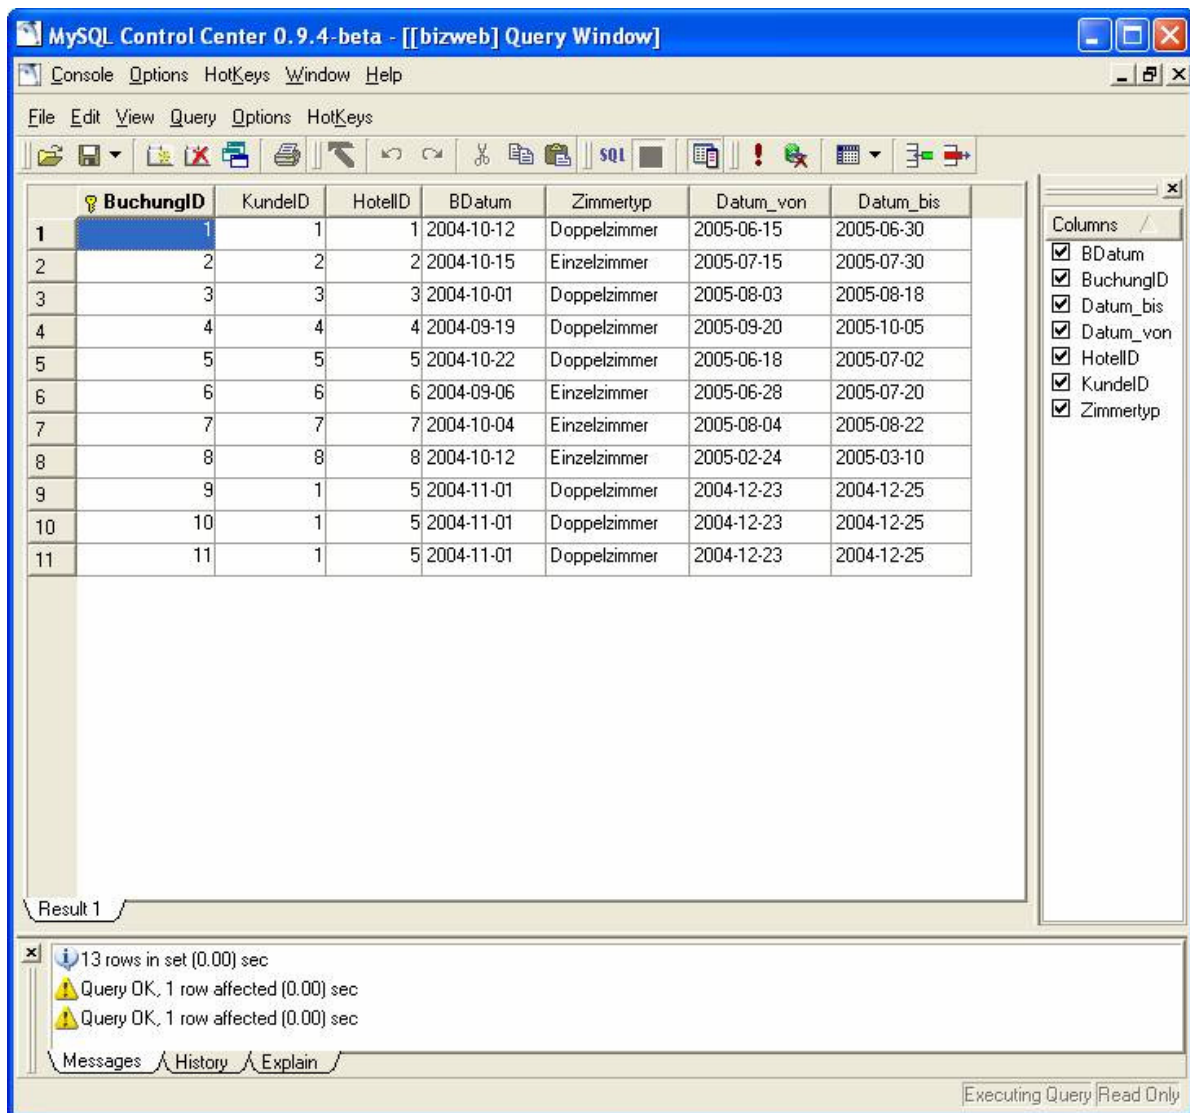 MySQL Control Center 0.9.4-beta - [[bizweb] Query Window]
Console Options HotKeys Window Help
File Edit View Query Options HotKeys
SQL
BuchungID KundeID HotelID BDatum Zimmertyp Datum_von Datum_bis
1 1 1 1 2004-10-12 Doppelzimmer 2005-06-15 2005-06-30
2 2 2 2 2004-10-15 Einzelzimmer 2005-07-15 2005-07-30
3 3 3 3 2004-10-01 Doppelzimmer 2005-08-03 2005-08-18
4 4 4 4 2004-09-19 Doppelzimmer 2005-09-20 2005-10-05
5 5 5 5 2004-10-22 Doppelzimmer 2005-06-18 2005-07-02
6 6 6 6 2004-09-06 Einzelzimmer 2005-06-28 2005-07-20
7 7 7 7 2004-10-04 Einzelzimmer 2005-08-04 2005-08-22
8 8 8 8 2004-10-12 Einzelzimmer 2005-02-24 2005-03-10
9 9 1 5 2004-11-01 Doppelzimmer 2004-12-23 2004-12-25
10 10 1 5 2004-11-01 Doppelzimmer 2004-12-23 2004-12-25
11 11 1 5 2004-11-01 Doppelzimmer 2004-12-23 2004-12-25
Columns
BDatum
BuchungID
Datum_bis
Datum_von
HotelID
KundeID
Zimmertyp
Result 1
13 rows in set (0.00) sec
Query OK, 1 row affected (0.00) sec
Query OK, 1 row affected (0.00) sec
Messages History Explain
Executing Query Read Only